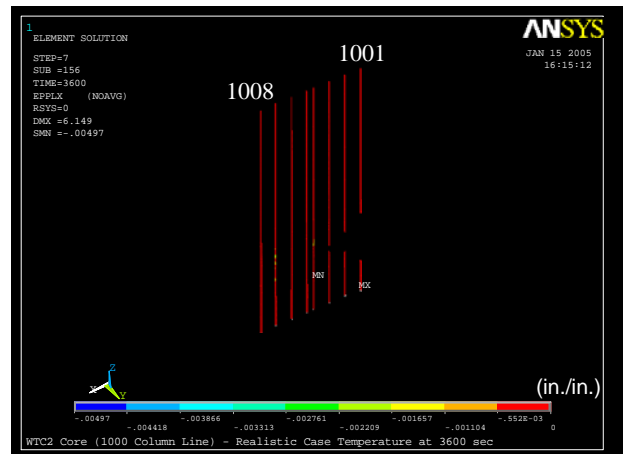 1
ELEMENT SOLUTION
STEP=7
SUB =156
TIME=3600
EPPLX (NOAVG)
RSYS=0
DMX =6.149
SMN =-.00497
ANSYS
JAN 15 2005
16:15:12
1001
1008
MN
MX
Z
X
Y
(in./in.)
-.00497 -.003866 -.002761 -.001657 -.552E-03
-.004418 -.003313 -.002209 -.001104 0
WTC2 Core (1000 Column Line) - Realistic Case Temperature at 3600 sec